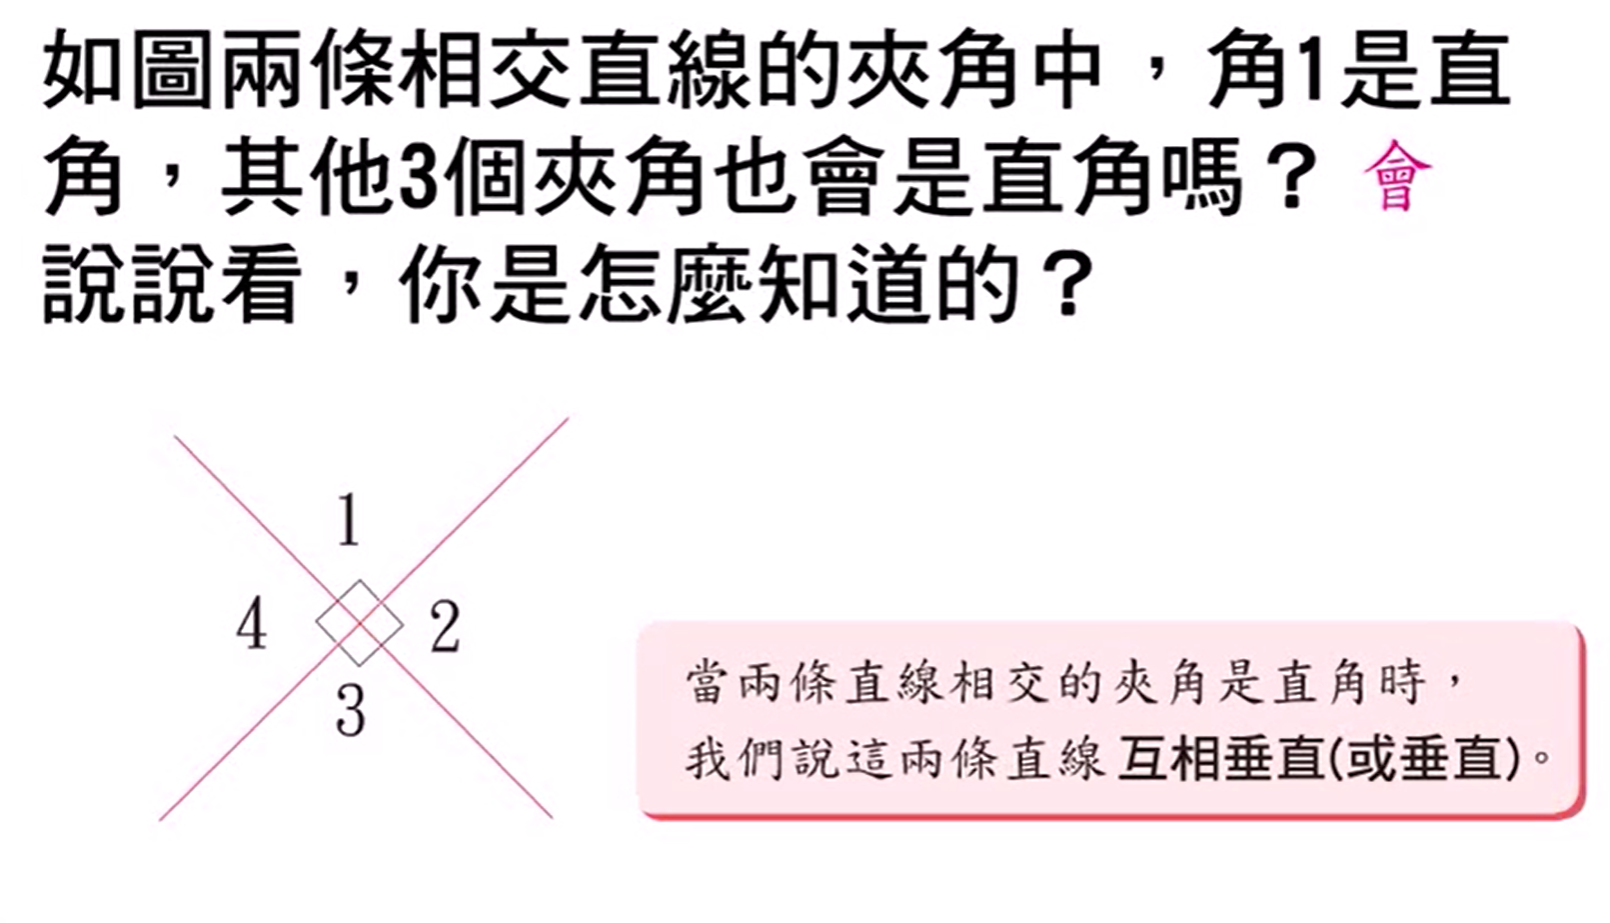 如圖兩條相交直線的夾角中，角1是直
角，其他3個夾角也會是直角嗎？ 會
說說看，你是怎麼知道的？
1
4 2
3
當兩條直線相交的夾角是直角時，
我們說這兩條直線互相垂直(或垂直)。